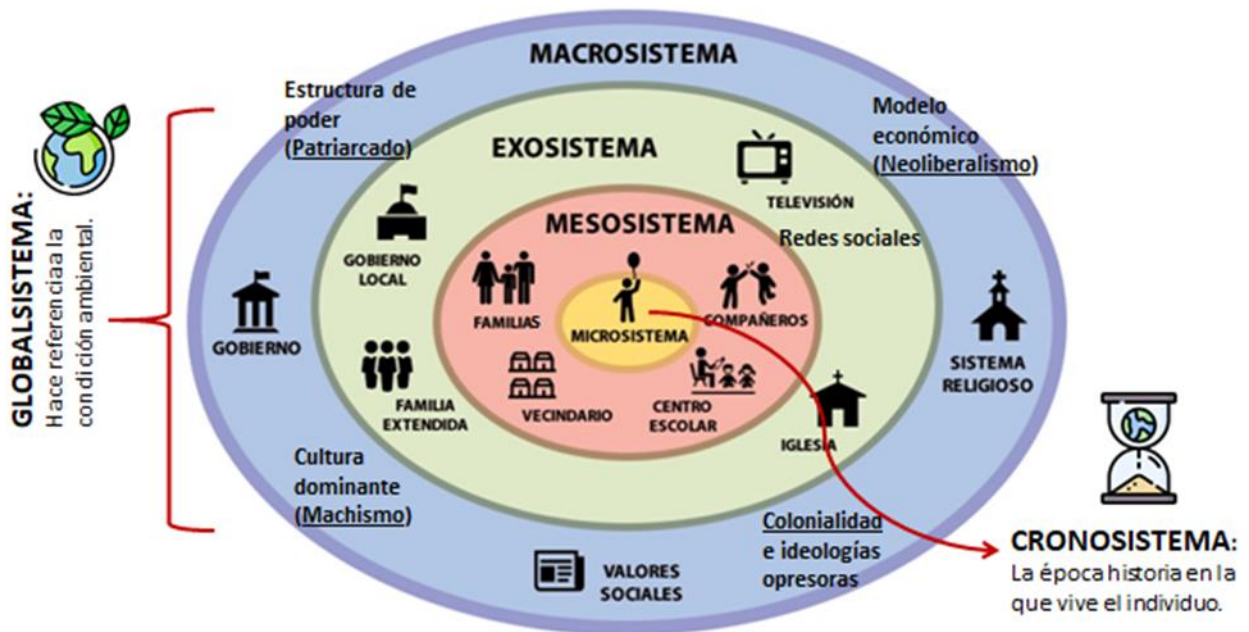 MACROSISTEMA
Estructura de
poder
(Patriarcado)
Modelo
económico
(Neoliberalismo)
EXOSISTEMA
TELEVISIÓN
Redes sociales
MESOSISTEMA
GOBIERNO
LOCAL
FAMILIAS
MICROSISTEMA
COMPAÑEROS
GOBIERNO
SISTEMA
RELIGIOSO
FAMILIA
EXTENDIDA
VECINDARIO
CENTRO
ESCOLAR
IGLESIA
Cultura
dominante
(Machismo)
Colonialidad
e ideologías
opresoras
VALORES
SOCIALES
GLOBALSISTEMA:
Hace referencia a la
condición ambiental.
CRONOSISTEMA:
La época historia en la
que vive el individuo.